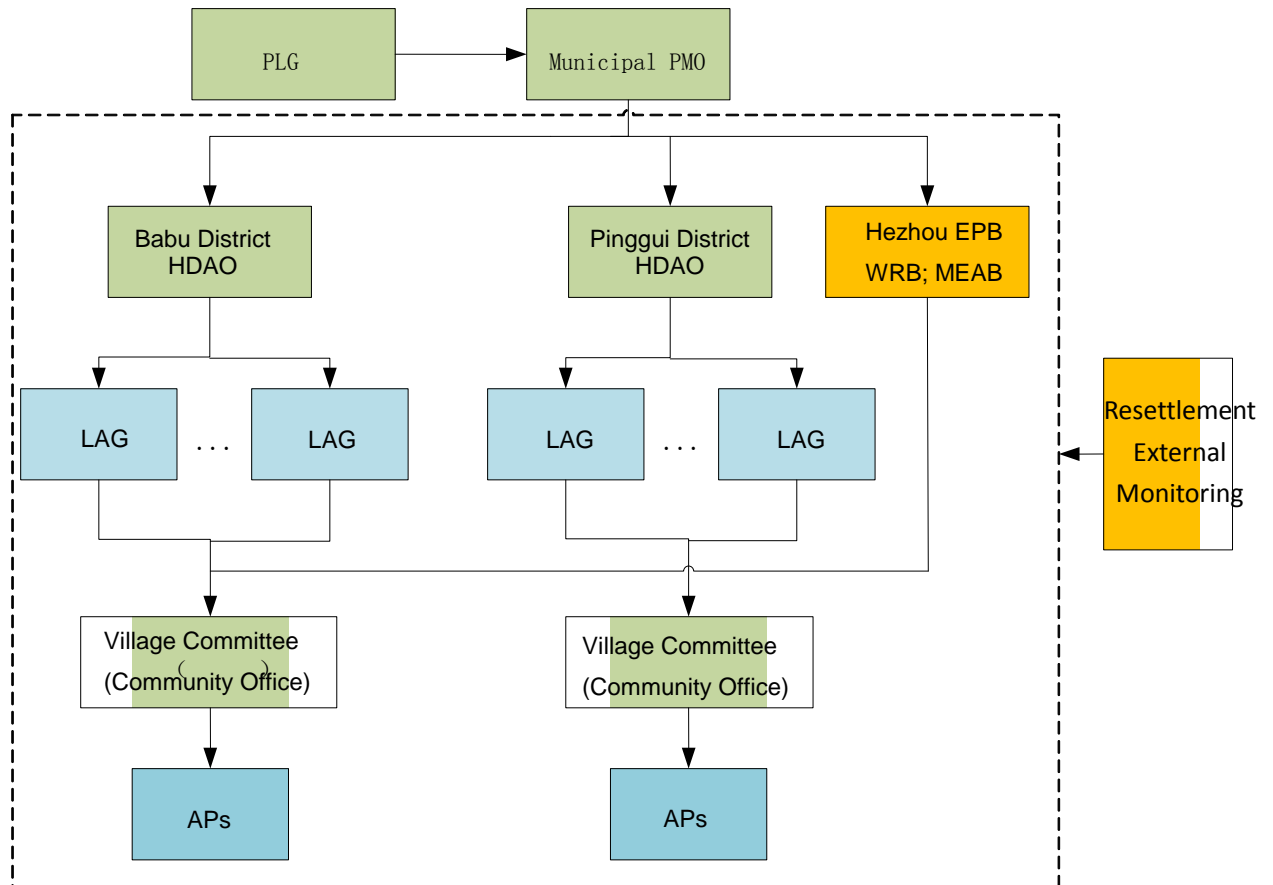 PLG
Municipal PMO
Babu District
HDAO
Pinggui District
HDAO
Hezhou EPB
WRB; MEAB
LAG
...
LAG
LAG
...
LAG
Resettlement
External
Monitoring
Village Committee
( )
(Community Office)
Village Committee
(Community Office)
APs
APs